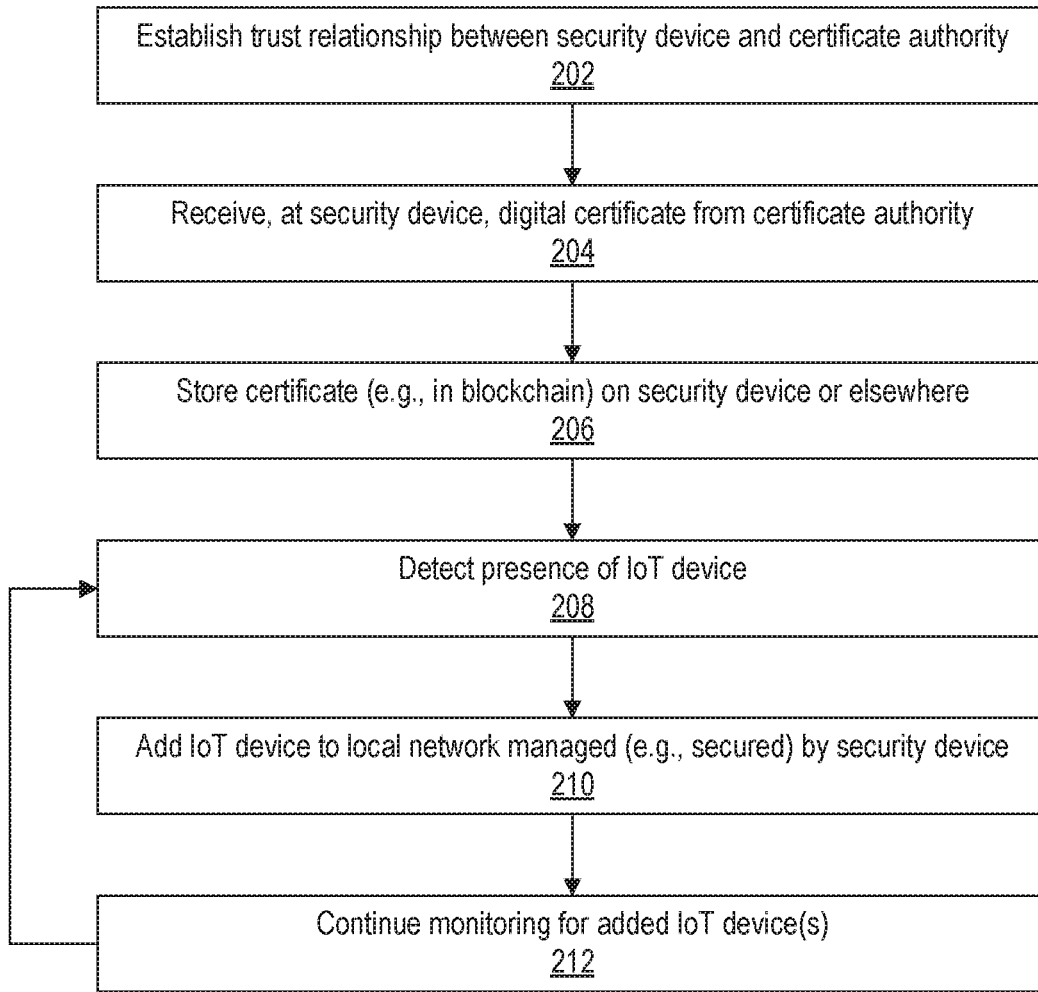 Establish trust relationship between security device and certificate authority
202
Receive, at security device, digital certificate from certificate authority
204
Store certificate (e.g., in blockchain) on security device or elsewhere
206
Detect presence of IoT device
208
Add IoT device to local network managed (e.g., secured) by security device
210
Continue monitoring for added IoT device(s)
212